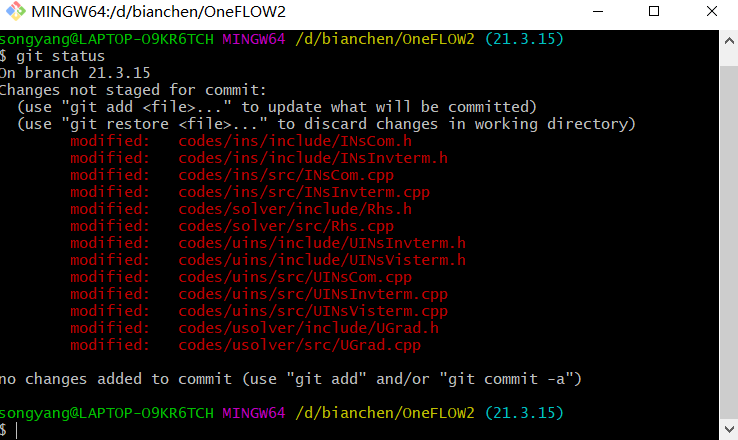 MINGW64:/d/bianchen/OneFLOW2
songyang@LAPTOP-O9KR6TCH MINGW64 /d/bianchen/OneFLOW2 (21.3.15)
$ git status
On branch 21.3.15
Changes not staged for commit:
  (use "git add <file>..." to update what will be committed)
  (use "git restore <file>..." to discard changes in working directory)
        modified:   codes/ins/include/INsCom.h
        modified:   codes/ins/include/INsInvterm.h
        modified:   codes/ins/src/INsCom.cpp
        modified:   codes/ins/src/INsInvterm.cpp
        modified:   codes/solver/include/Rhs.h
        modified:   codes/solver/src/Rhs.cpp
        modified:   codes/uins/include/UINsInvterm.h
        modified:   codes/uins/include/UINsVisterm.h
        modified:   codes/uins/src/UINsCom.cpp
        modified:   codes/uins/src/UINsInvterm.cpp
        modified:   codes/uins/src/UINsVisterm.cpp
        modified:   codes/usolver/include/UGrad.h
        modified:   codes/usolver/src/UGrad.cpp
no changes added to commit (use "git add" and/or "git commit -a")
songyang@LAPTOP-O9KR6TCH MINGW64 /d/bianchen/OneFLOW2 (21.3.15)
$